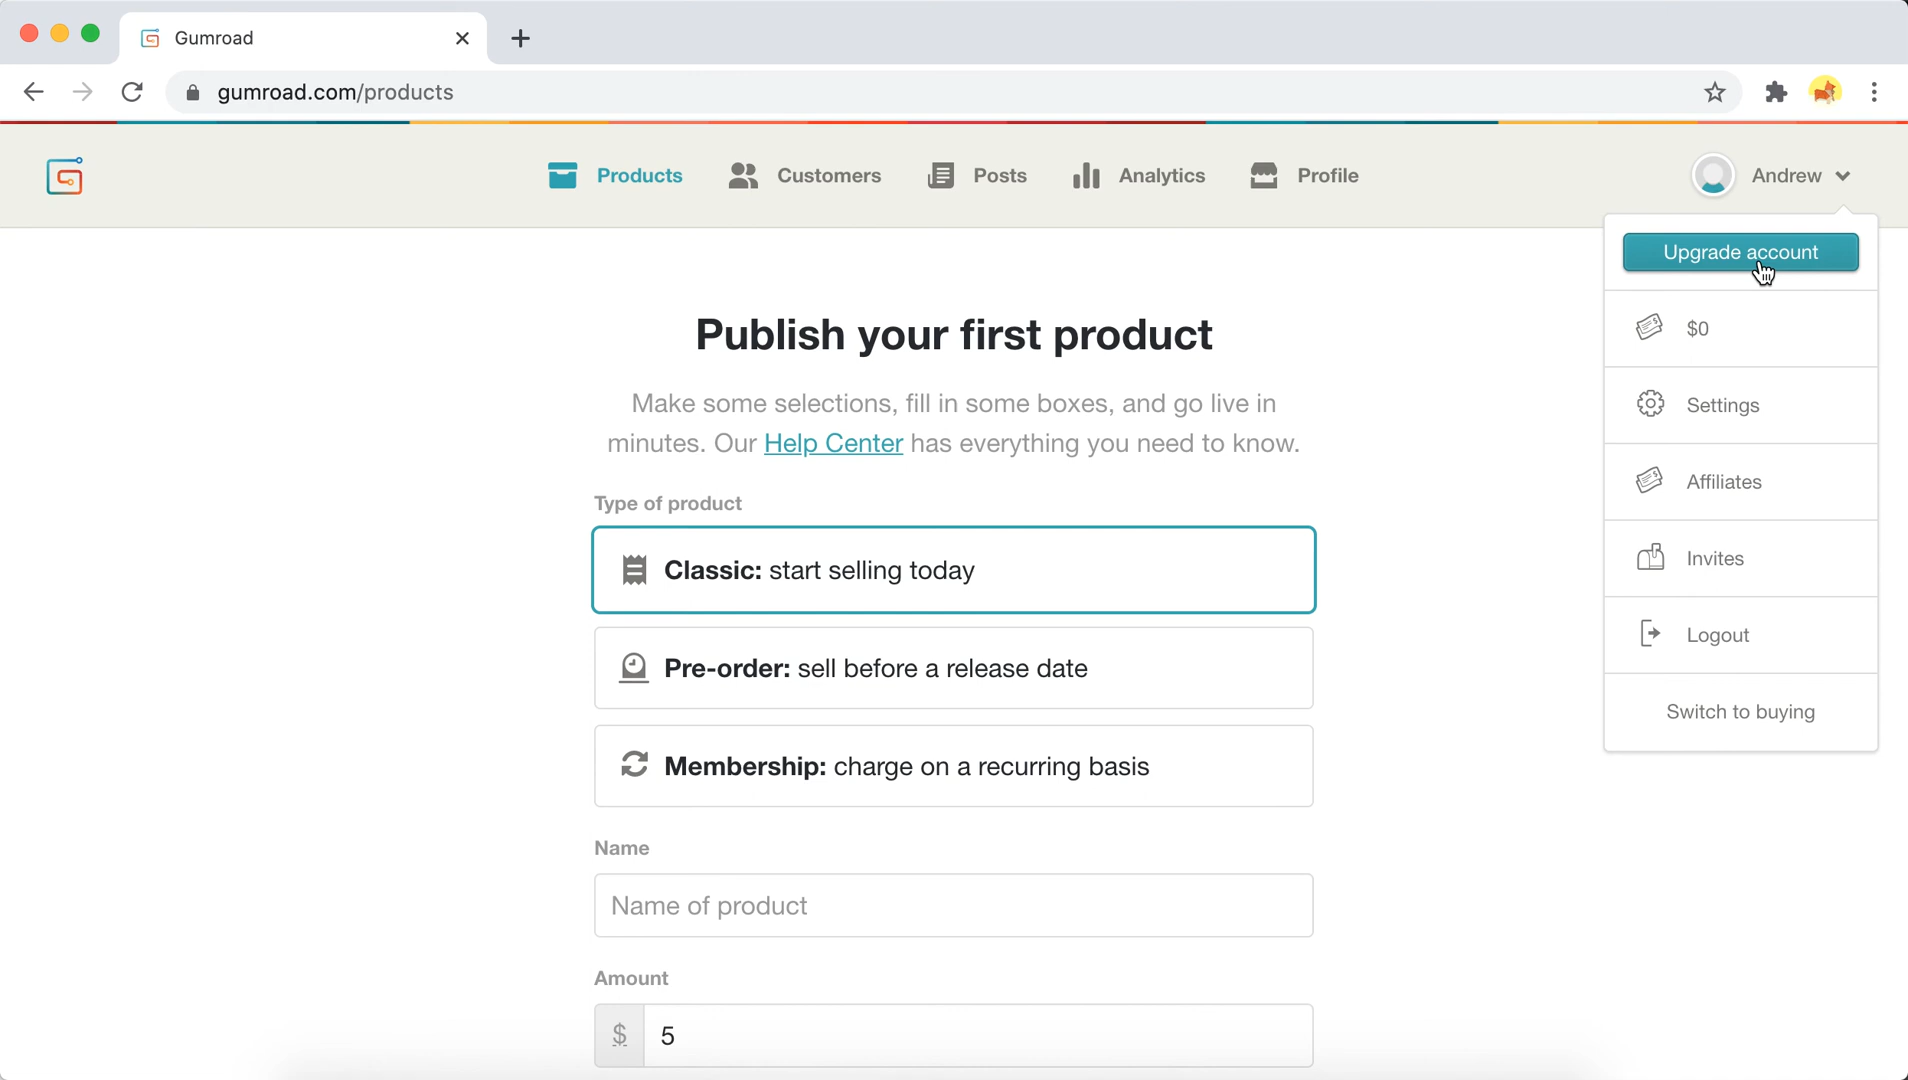 Gumroad
gumroad.com/products
Products Customers Posts Analytics Profile Andrew
Upgrade account
$0
Settings
Affiliates
Invites
Logout
Switch to buying
Publish your first product
Make some selections, fill in some boxes, and go live in
minutes. Our Help Center has everything you need to know.
Type of product
Classic: start selling today
Pre-order: sell before a release date
Membership: charge on a recurring basis
Name
Name of product
Amount
$ 5